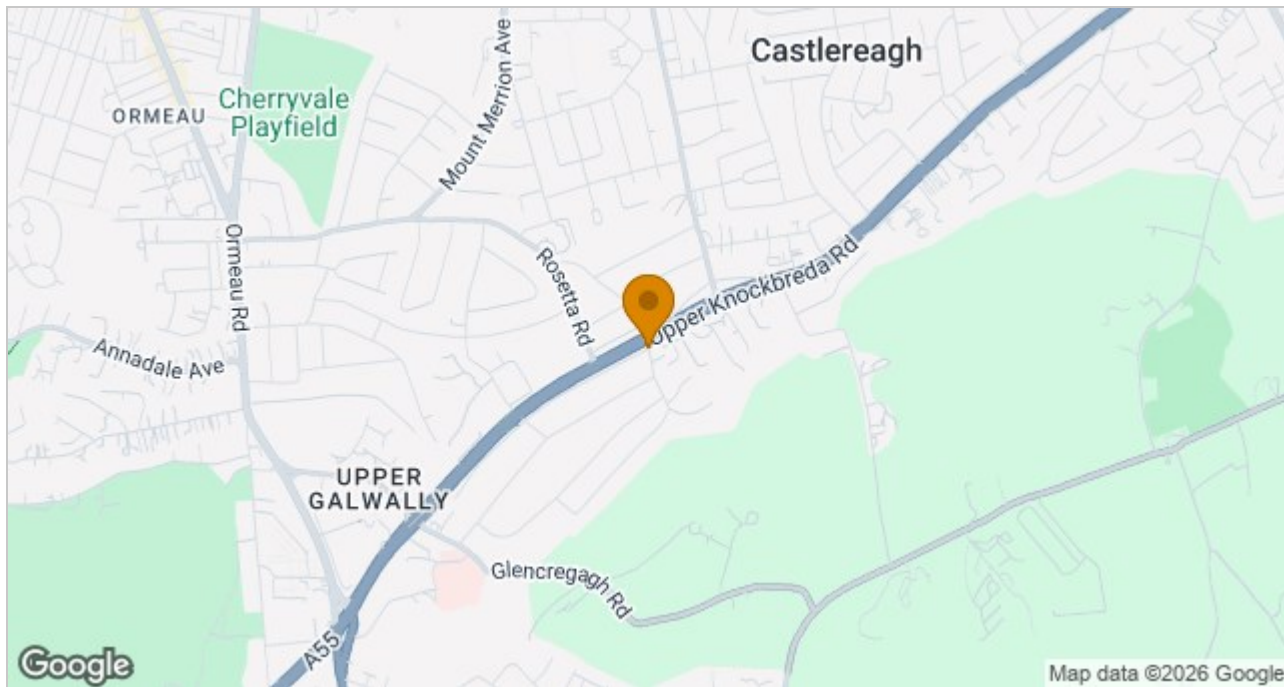 Castlereagh
Cherryvale
Playfield
ORMEAU
Mount Merrion Ave
Ormeau Rd
Rosetta Rd
Upper Knockbreda Rd
Annadale Ave
UPPER
GALWALLY
Glencregagh Rd
A55
Google
Map data ©2026 Google